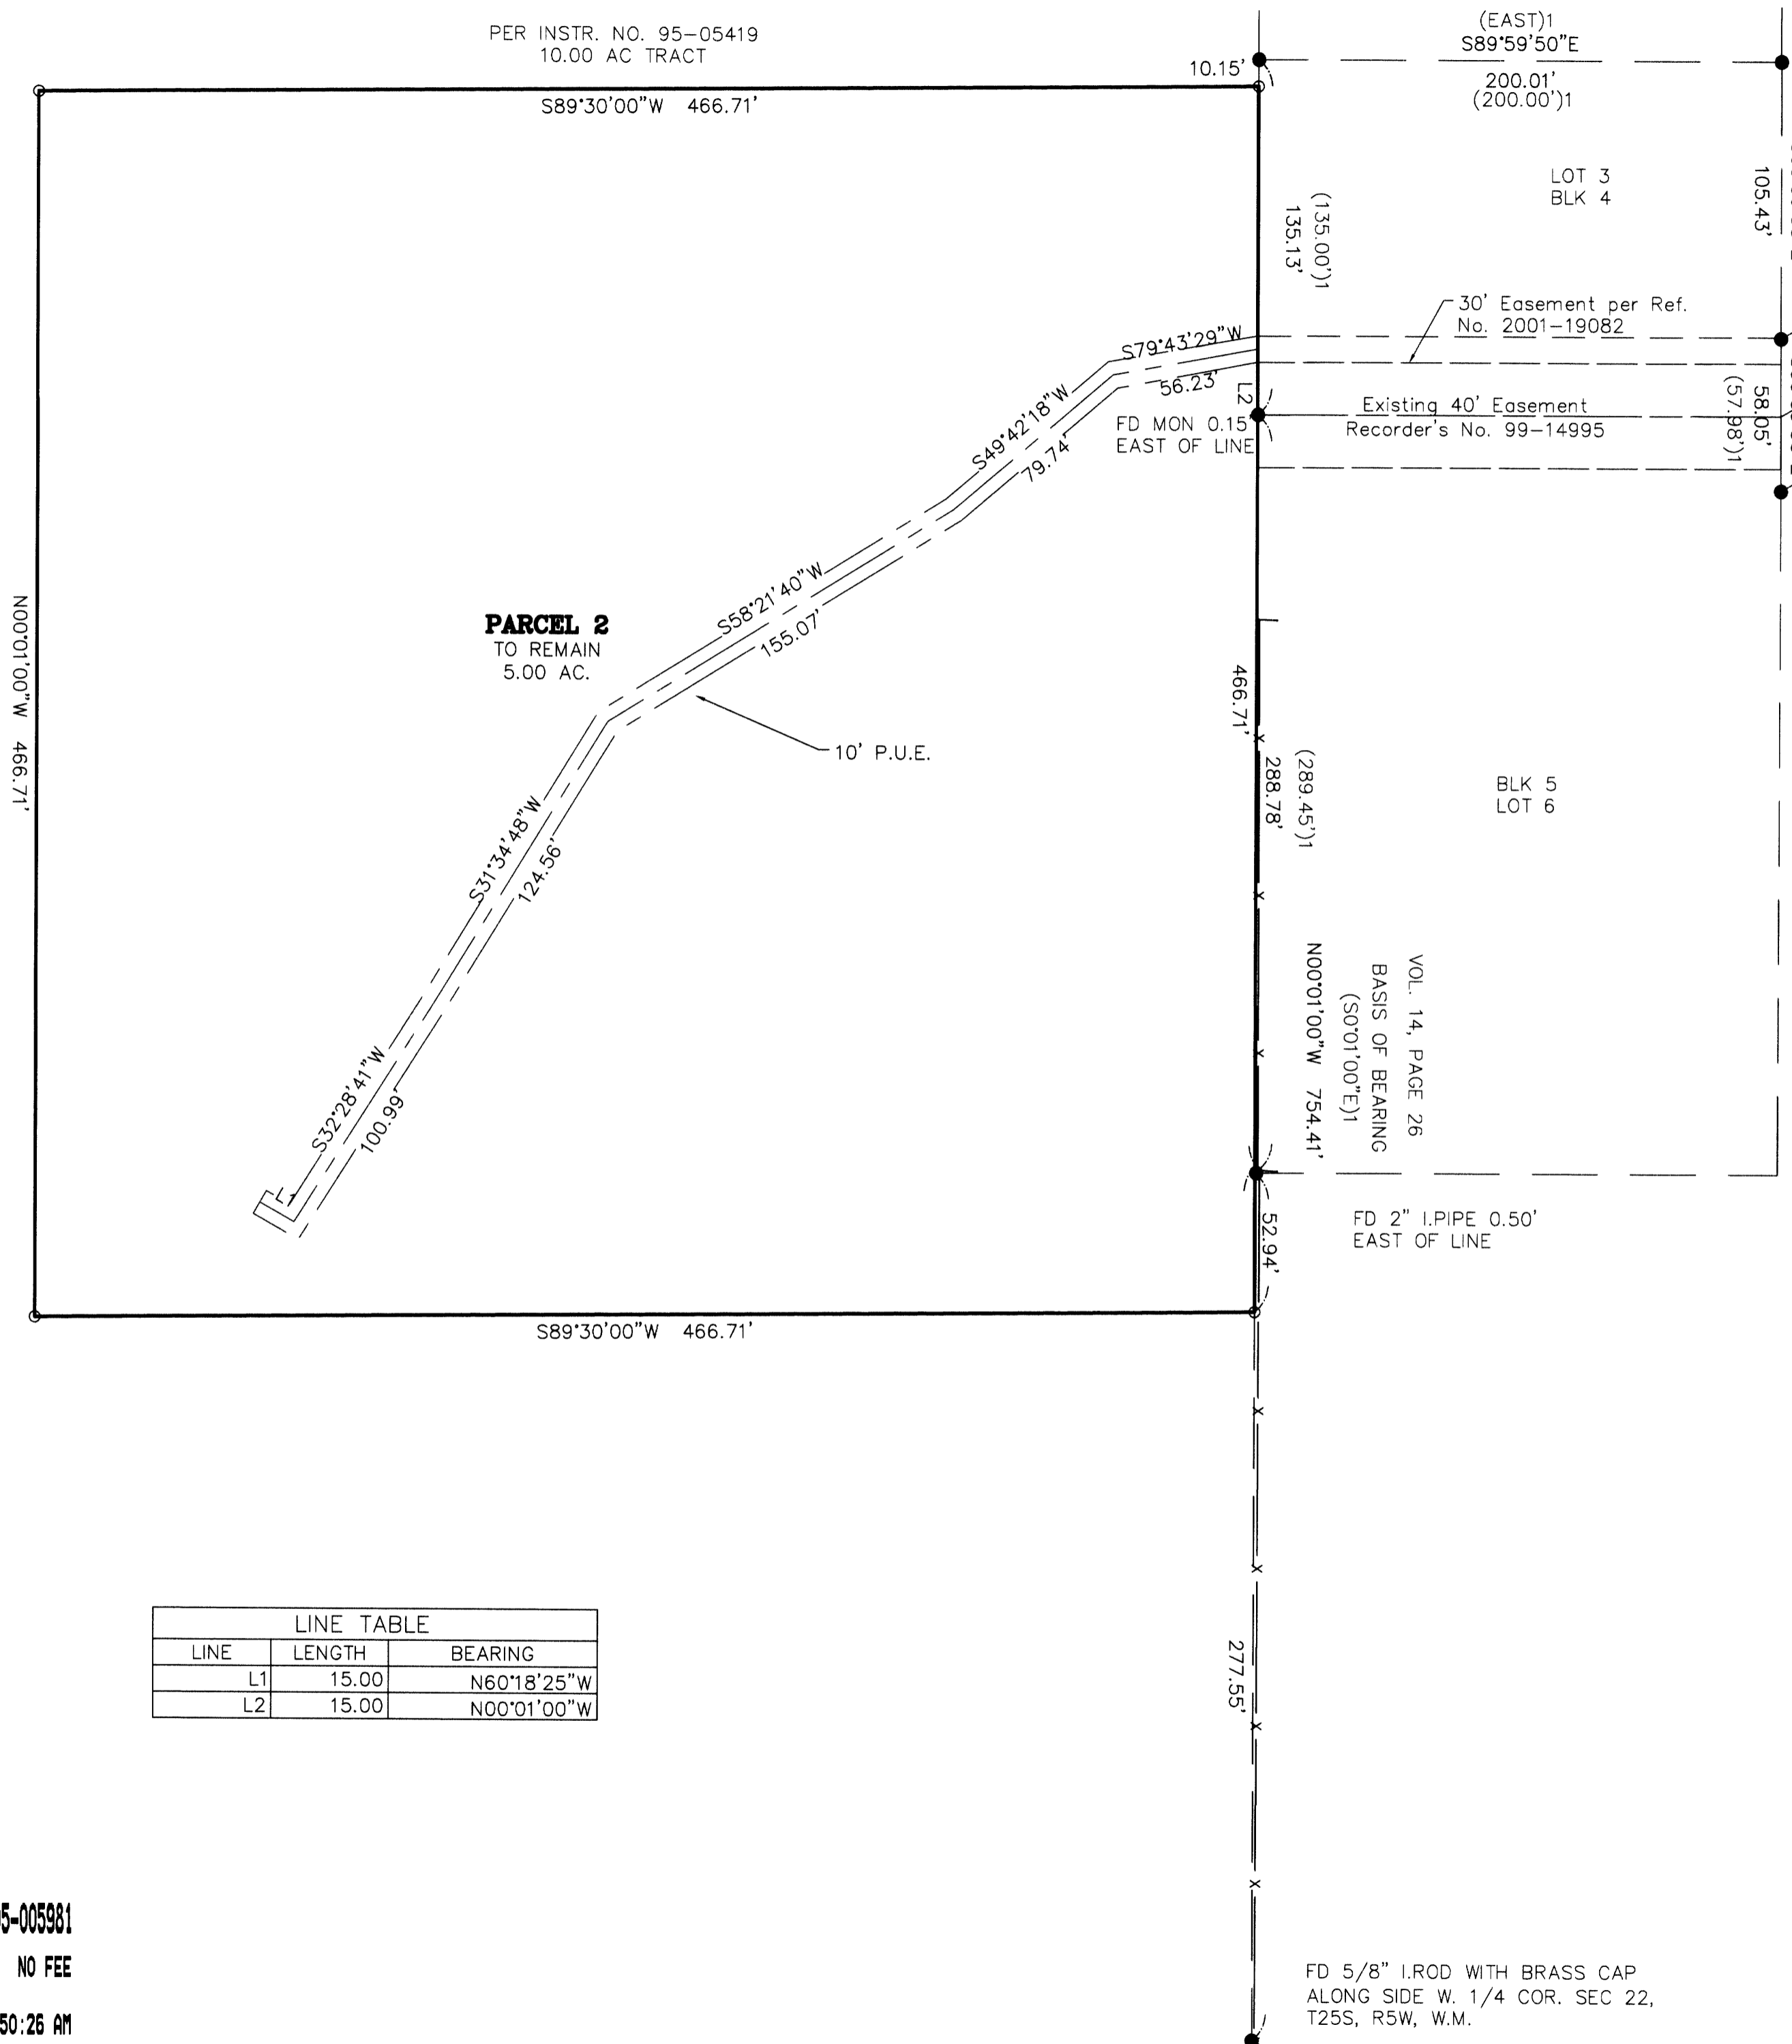 PER INSTR. NO. 95-05419
10.00 AC TRACT
(EAST)1
S89°59'50"E
10.15'
200.01'
(200.00')1
S89°30'00"W 466.71'
LOT 3
BLK 4
105.43'
(135.00')1
135.13'
30' Easement per Ref.
No. 2001-19082
S79°43'29"W
56.23'
L2
Existing 40' Easement
Recorder's No. 99-14995
58.05'
(57.98')1
FD MON 0.15'
EAST OF LINE
S49°42'18"W
79.74'
S58°21'40"W
155.07'
N00°01'00"W 466.71'
PARCEL 2
TO REMAIN
5.00 AC.
10' P.U.E.
466.71'
(289.45')1
288.78'
BLK 5
LOT 6
S31°34'48"W
124.56'
VOL. 14, PAGE 26
BASIS OF BEARING
(S0°01'00"E)1
N00°01'00"W 754.41'
S32°28'41"W
100.99'
FD 2" I.PIPE 0.50'
EAST OF LINE
52.94'
S89°30'00"W 466.71'
LINE TABLE
LINE LENGTH BEARING
L1 15.00 N60°18'25"W
L2 15.00 N00°01'00"W
277.55'
5-005981
NO FEE
50:26 AM
FD 5/8" I.ROD WITH BRASS CAP
ALONG SIDE W. 1/4 COR. SEC 22,
T25S, R5W, W.M.